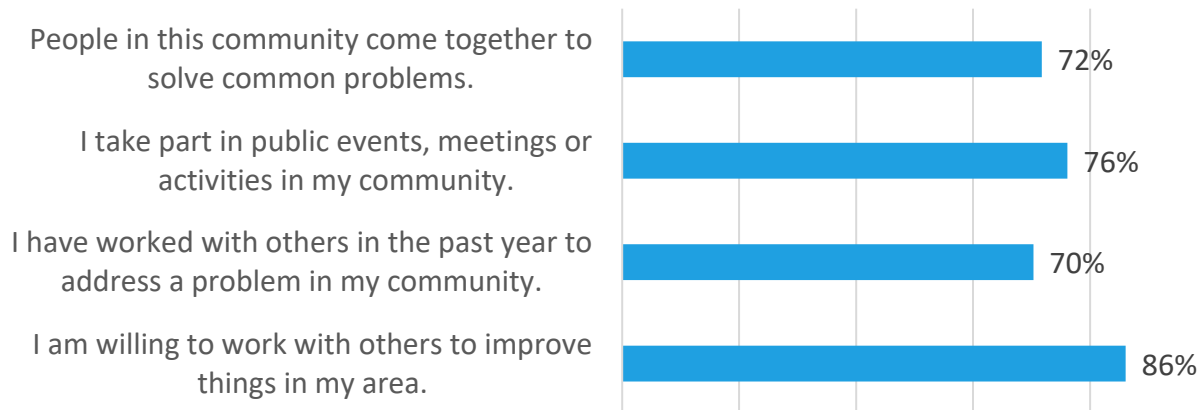 People in this community come together to
solve common problems.
72%
I take part in public events, meetings or
activities in my community.
76%
I have worked with others in the past year to
address a problem in my community.
70%
I am willing to work with others to improve
things in my area.
86%